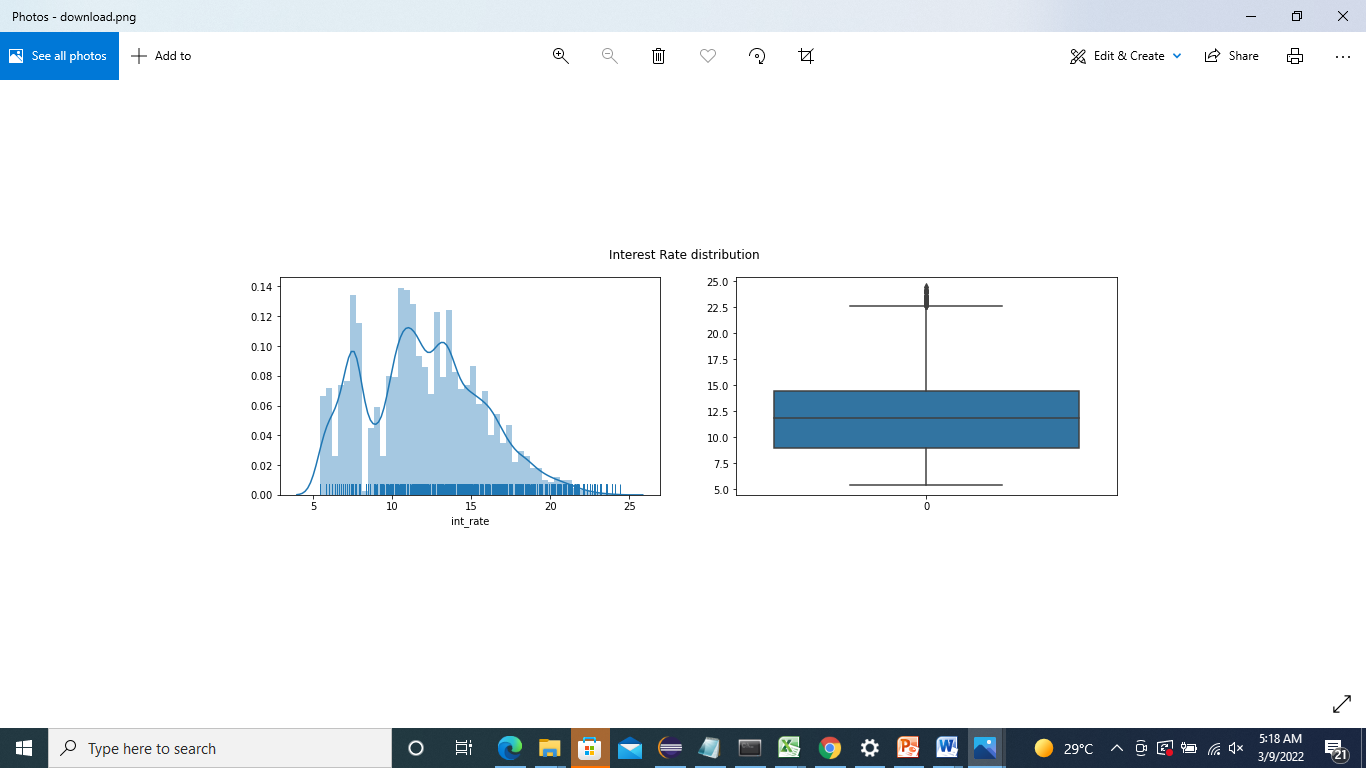 Photos - download.png
See all photos
Add to
Edit & Create
Share
Interest Rate distribution
0.14
0.12
0.10
0.08
0.06
0.04
0.02
0.00
5 10 15 20 25
int_rate
25.0
22.5
20.0
17.5
15.0
12.5
10.0
7.5
5.0
0
Type here to search
29°C
5:18 AM
3/9/2022
21